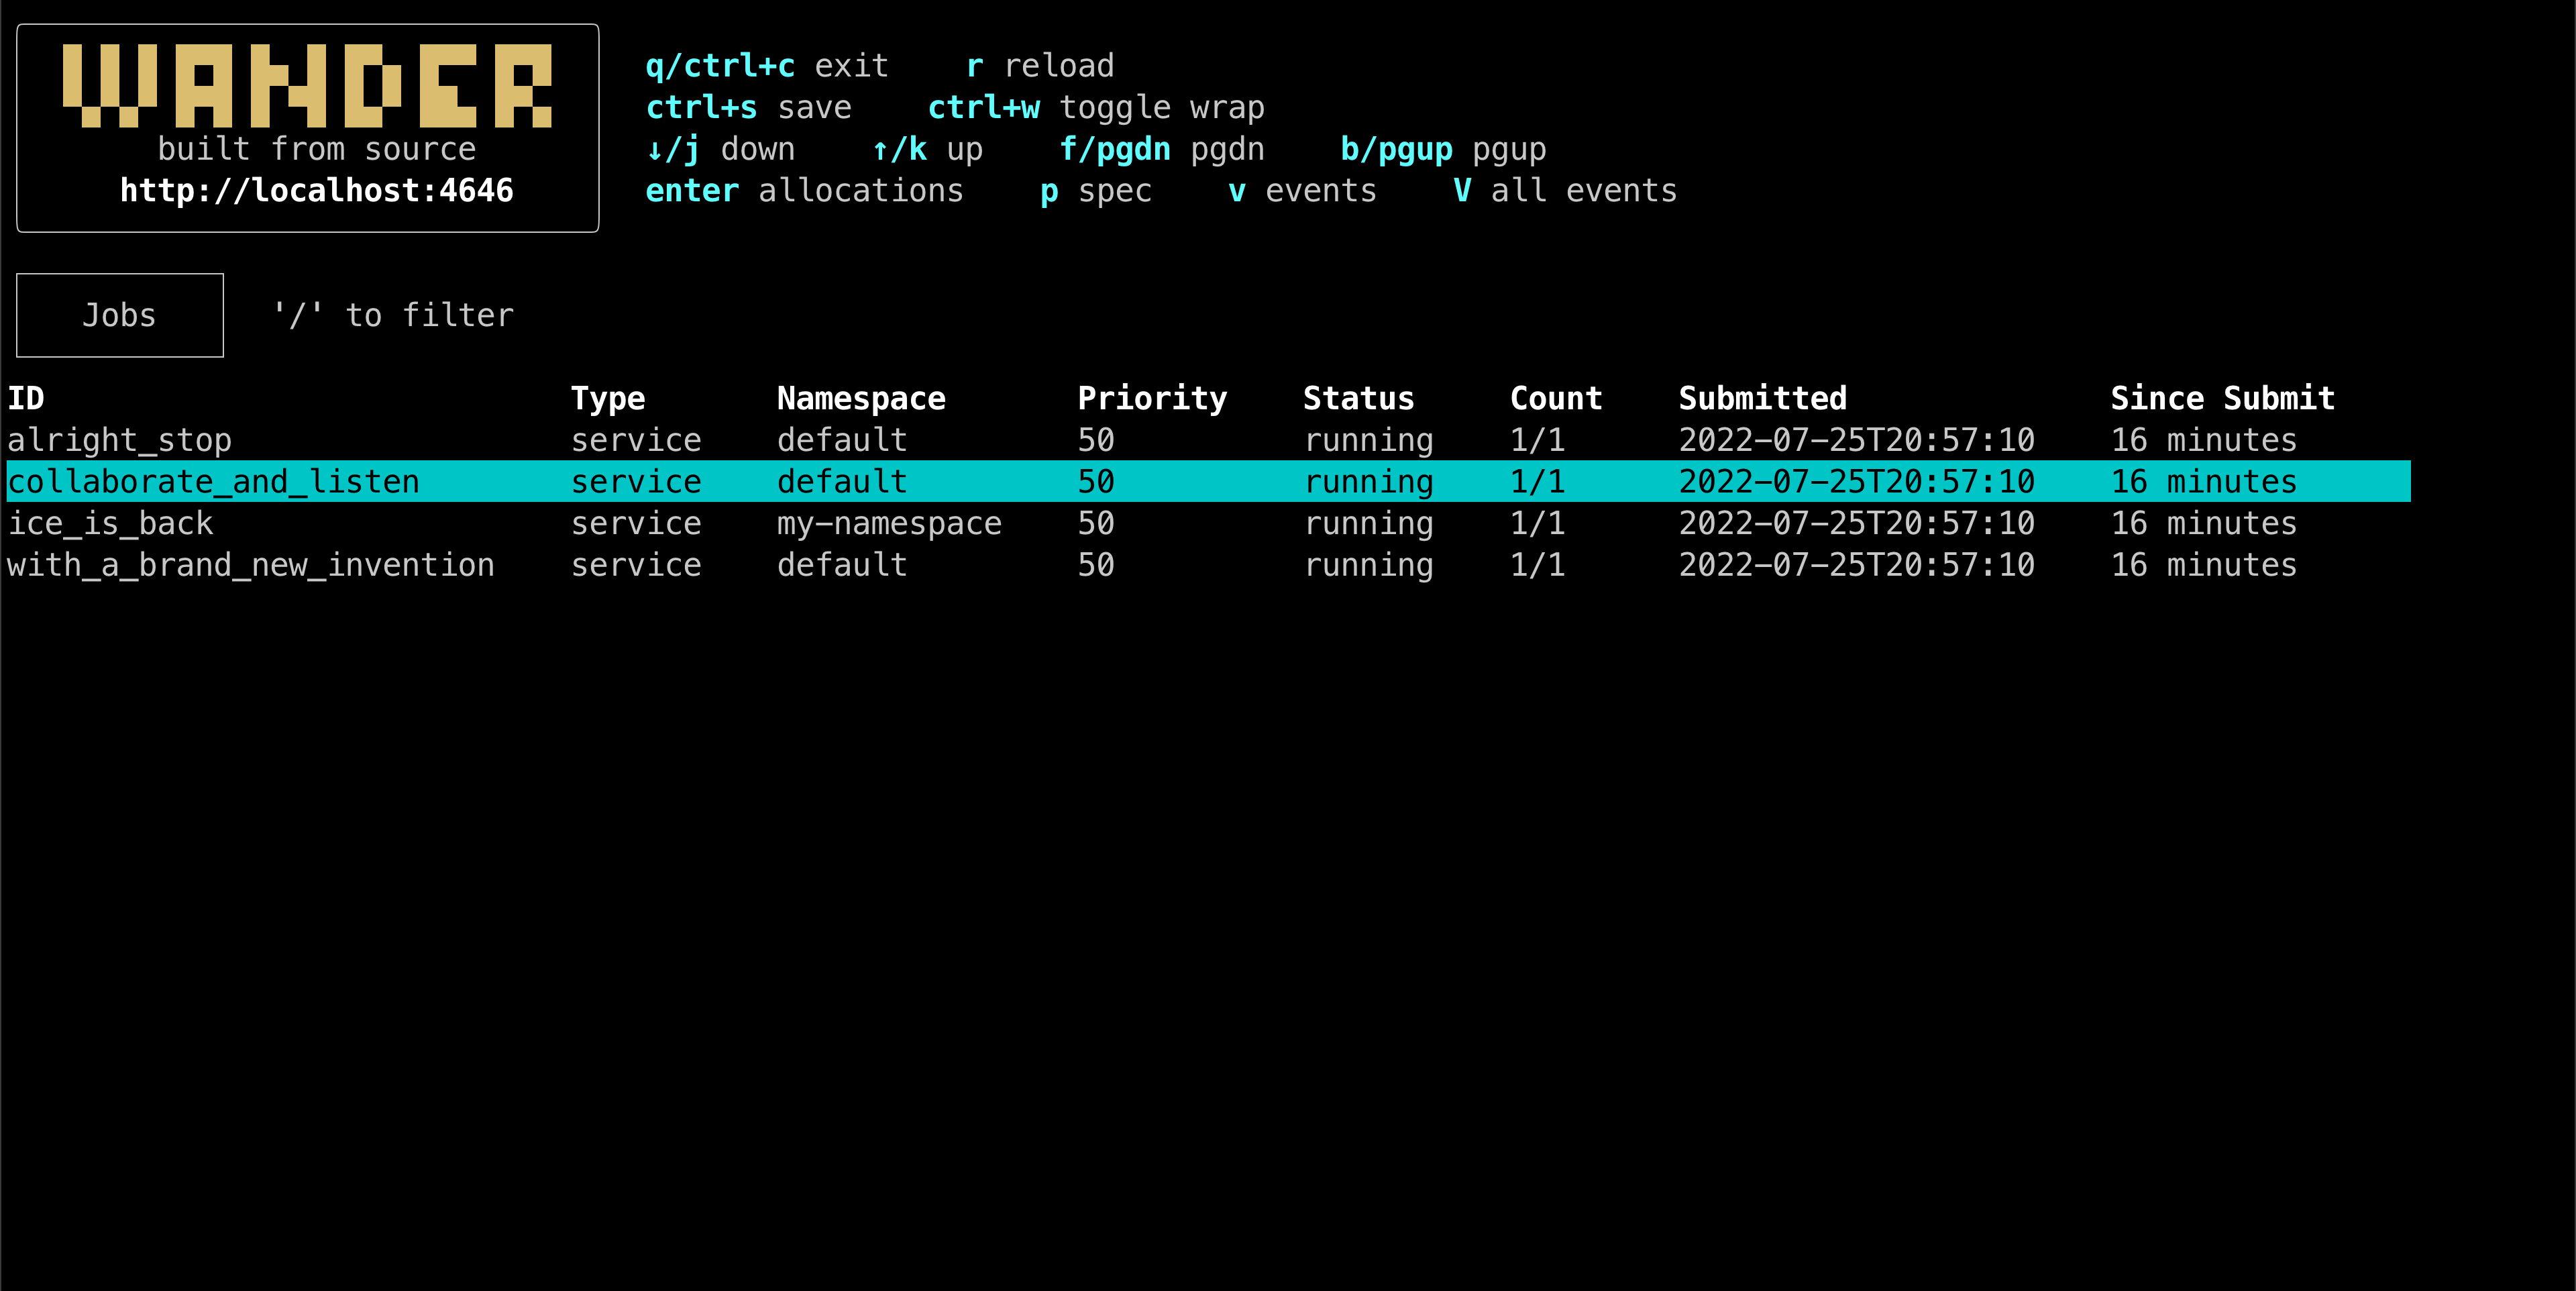 WANDER
built from source
http://localhost:4646
q/ctrl+c exit    r reload
ctrl+s save    ctrl+w toggle wrap
↓/j down    ↑/k up    f/pgdn pgdn    b/pgup pgup
enter allocations    p spec    v events    V all events
Jobs    '/' to filter
ID    Type    Namespace    Priority    Status    Count    Submitted    Since Submit
alright_stop    service    default    50    running    1/1    2022-07-25T20:57:10    16 minutes
collaborate_and_listen    service    default    50    running    1/1    2022-07-25T20:57:10    16 minutes
ice_is_back    service    my-namespace    50    running    1/1    2022-07-25T20:57:10    16 minutes
with_a_brand_new_invention    service    default    50    running    1/1    2022-07-25T20:57:10    16 minutes